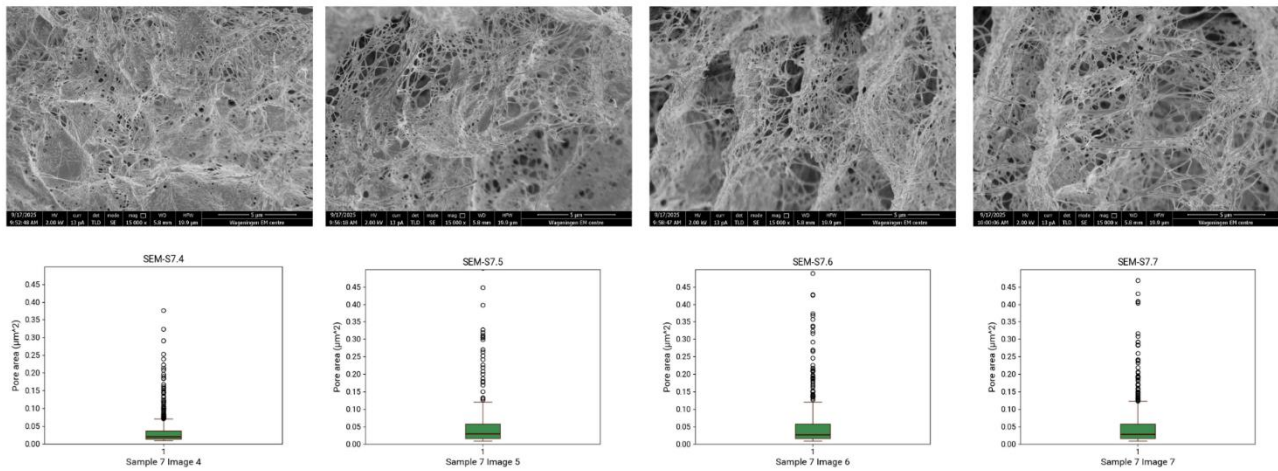 9/17/2025 HV curr det mode mag □ WD HFW 5 µm
9:52:48 AM 2.00 kV 13 pA TLD SE 15 000 x 5.8 mm 19.9 µm Wageningen EM centre
9/17/2025 HV curr det mode mag □ WD HFW 5 µm
9:56:18 AM 2.00 kV 13 pA TLD SE 15 000 x 5.8 mm 19.9 µm Wageningen EM centre
9/17/2025 HV curr det mode mag □ WD HFW 5 µm
9:58:47 AM 2.00 kV 13 pA TLD SE 15 000 x 5.8 mm 19.9 µm Wageningen EM centre
9/17/2025 HV curr det mode mag □ WD HFW 5 µm
10:00:06 AM 2.00 kV 13 pA TLD SE 15 000 x 5.8 mm 19.9 µm Wageningen EM centre
SEM-S7.4
Pore area (µm^2)
0.45
0.40
0.35
0.30
0.25
0.20
0.15
0.10
0.05
0.00
1
Sample 7 Image 4
SEM-S7.5
Pore area (µm^2)
0.45
0.40
0.35
0.30
0.25
0.20
0.15
0.10
0.05
0.00
1
Sample 7 Image 5
SEM-S7.6
Pore area (µm^2)
0.45
0.40
0.35
0.30
0.25
0.20
0.15
0.10
0.05
0.00
1
Sample 7 Image 6
SEM-S7.7
Pore area (µm^2)
0.45
0.40
0.35
0.30
0.25
0.20
0.15
0.10
0.05
0.00
1
Sample 7 Image 7